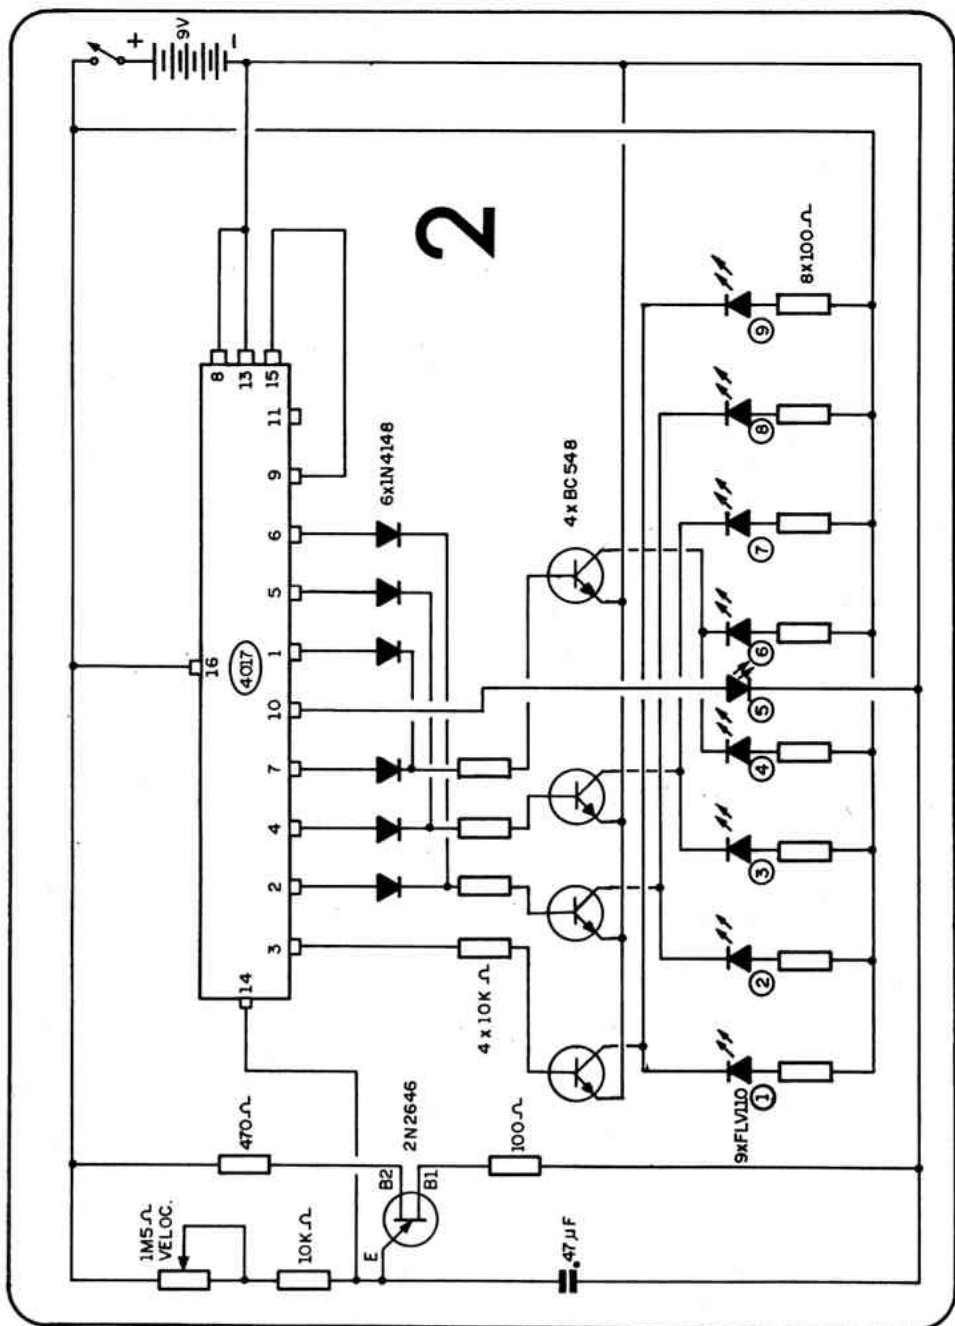 +
-
9V
1M5Ω
VELOC.
470Ω
16
8
14
4017
13
3 2 4 7 10 1 5 6 9 11 15
10KΩ
E
B2
6x1N4148
2N2646
B1
2
4 x 10K Ω
100Ω
.47µF
4 x BC 548
9xFLV110
1 2 3 4 5 6 7 8 9
8X100Ω